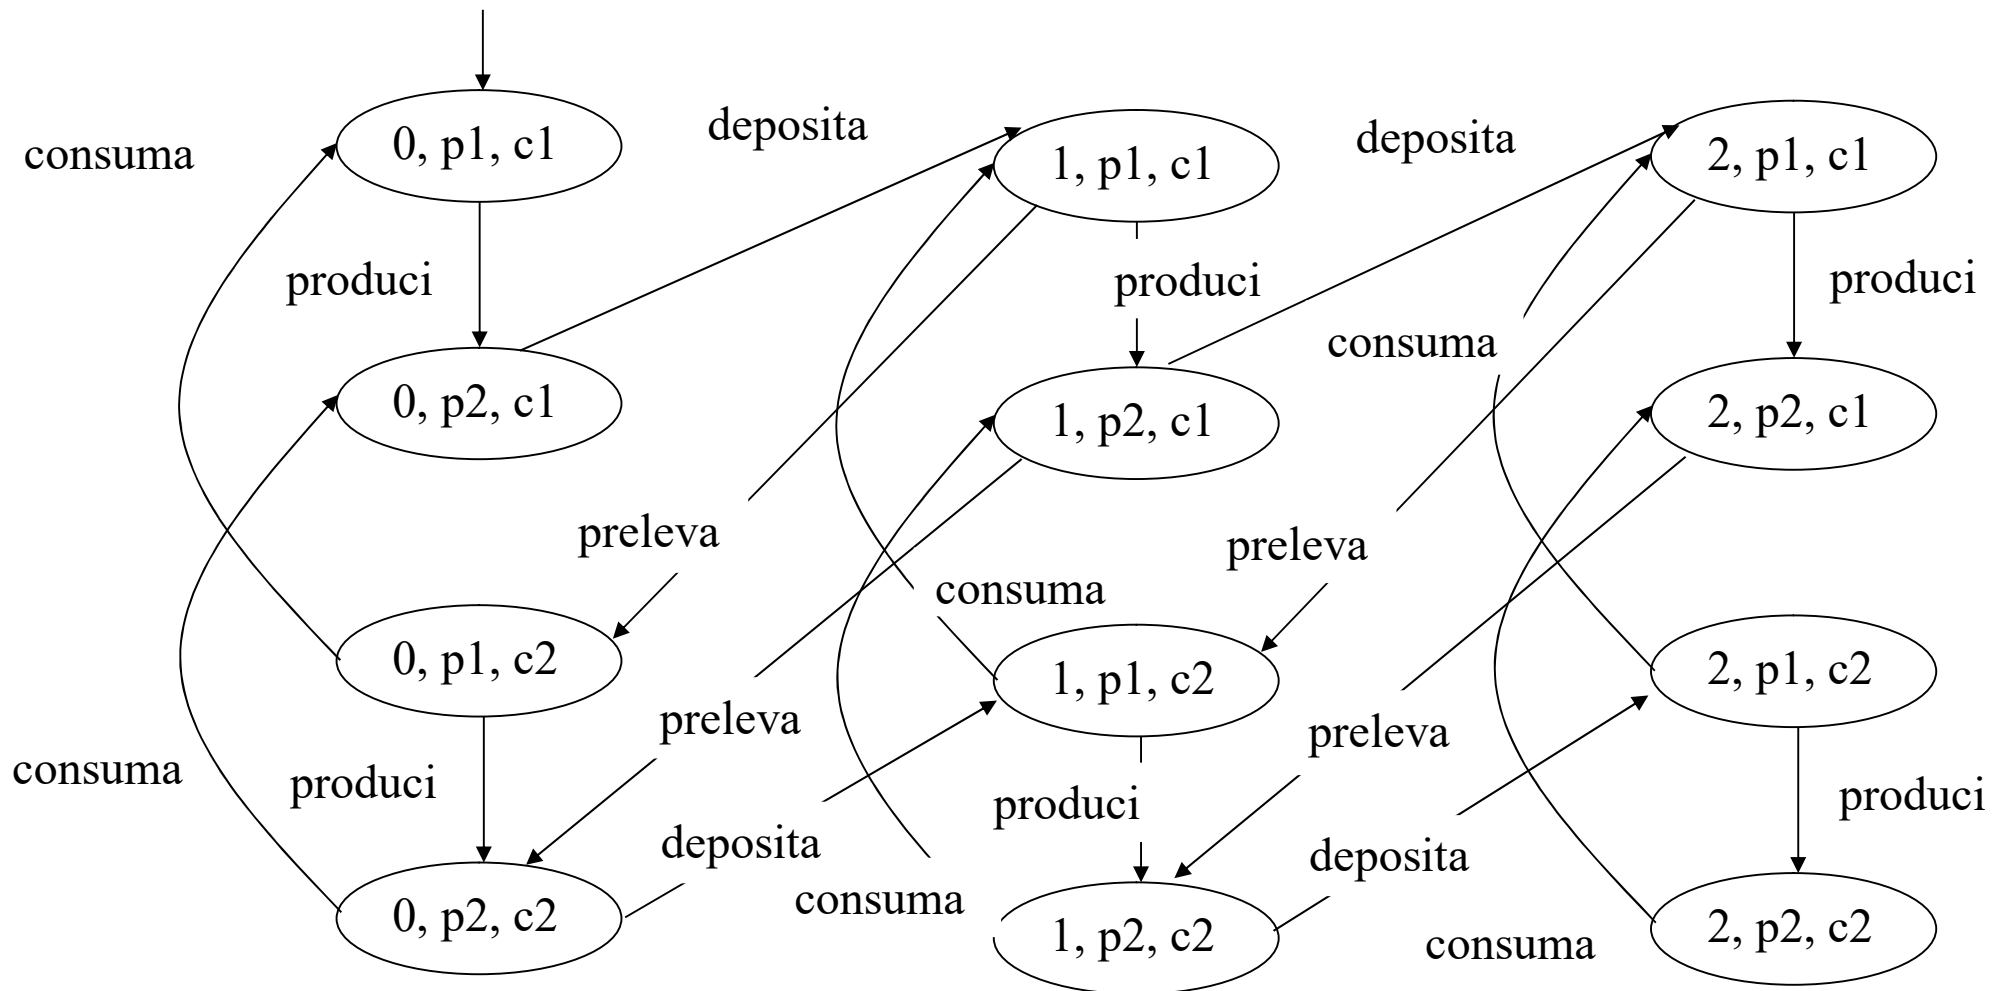 deposita
deposita
consuma
0, p1, c1
1, p1, c1
2, p1, c1
produci
produci
produci
consuma
0, p2, c1
1, p2, c1
2, p2, c1
preleva
preleva
consuma
0, p1, c2
1, p1, c2
2, p1, c2
preleva
preleva
consuma
produci
produci
produci
deposita
deposita
consuma
0, p2, c2
1, p2, c2
2, p2, c2
consuma